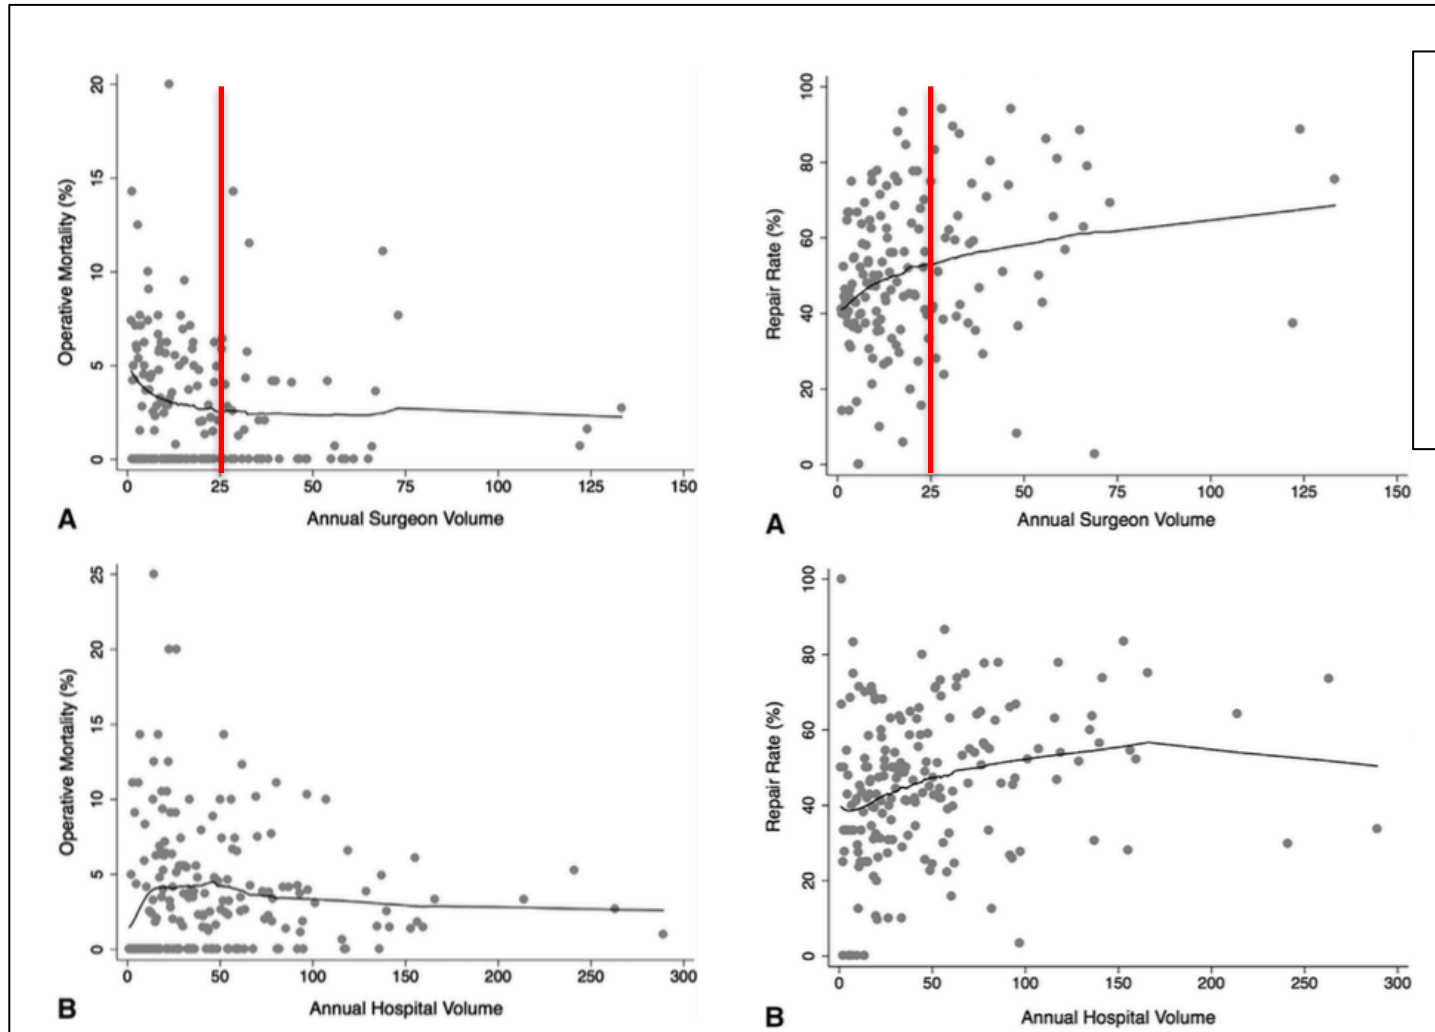 20
15
10
5
0
Operative Mortality (%)
0 25 50 75 100 125 150
Annual Surgeon Volume
A
100
80
60
40
20
0
Repair Rate (%)
0 25 50 75 100 125 150
Annual Surgeon Volume
A
25
20
15
10
5
0
Operative Mortality (%)
0 50 100 150 200 250 300
Annual Hospital Volume
B
100
80
60
40
20
0
Repair Rate (%)
0 50 100 150 200 250 300
Annual Hospital Volume
B